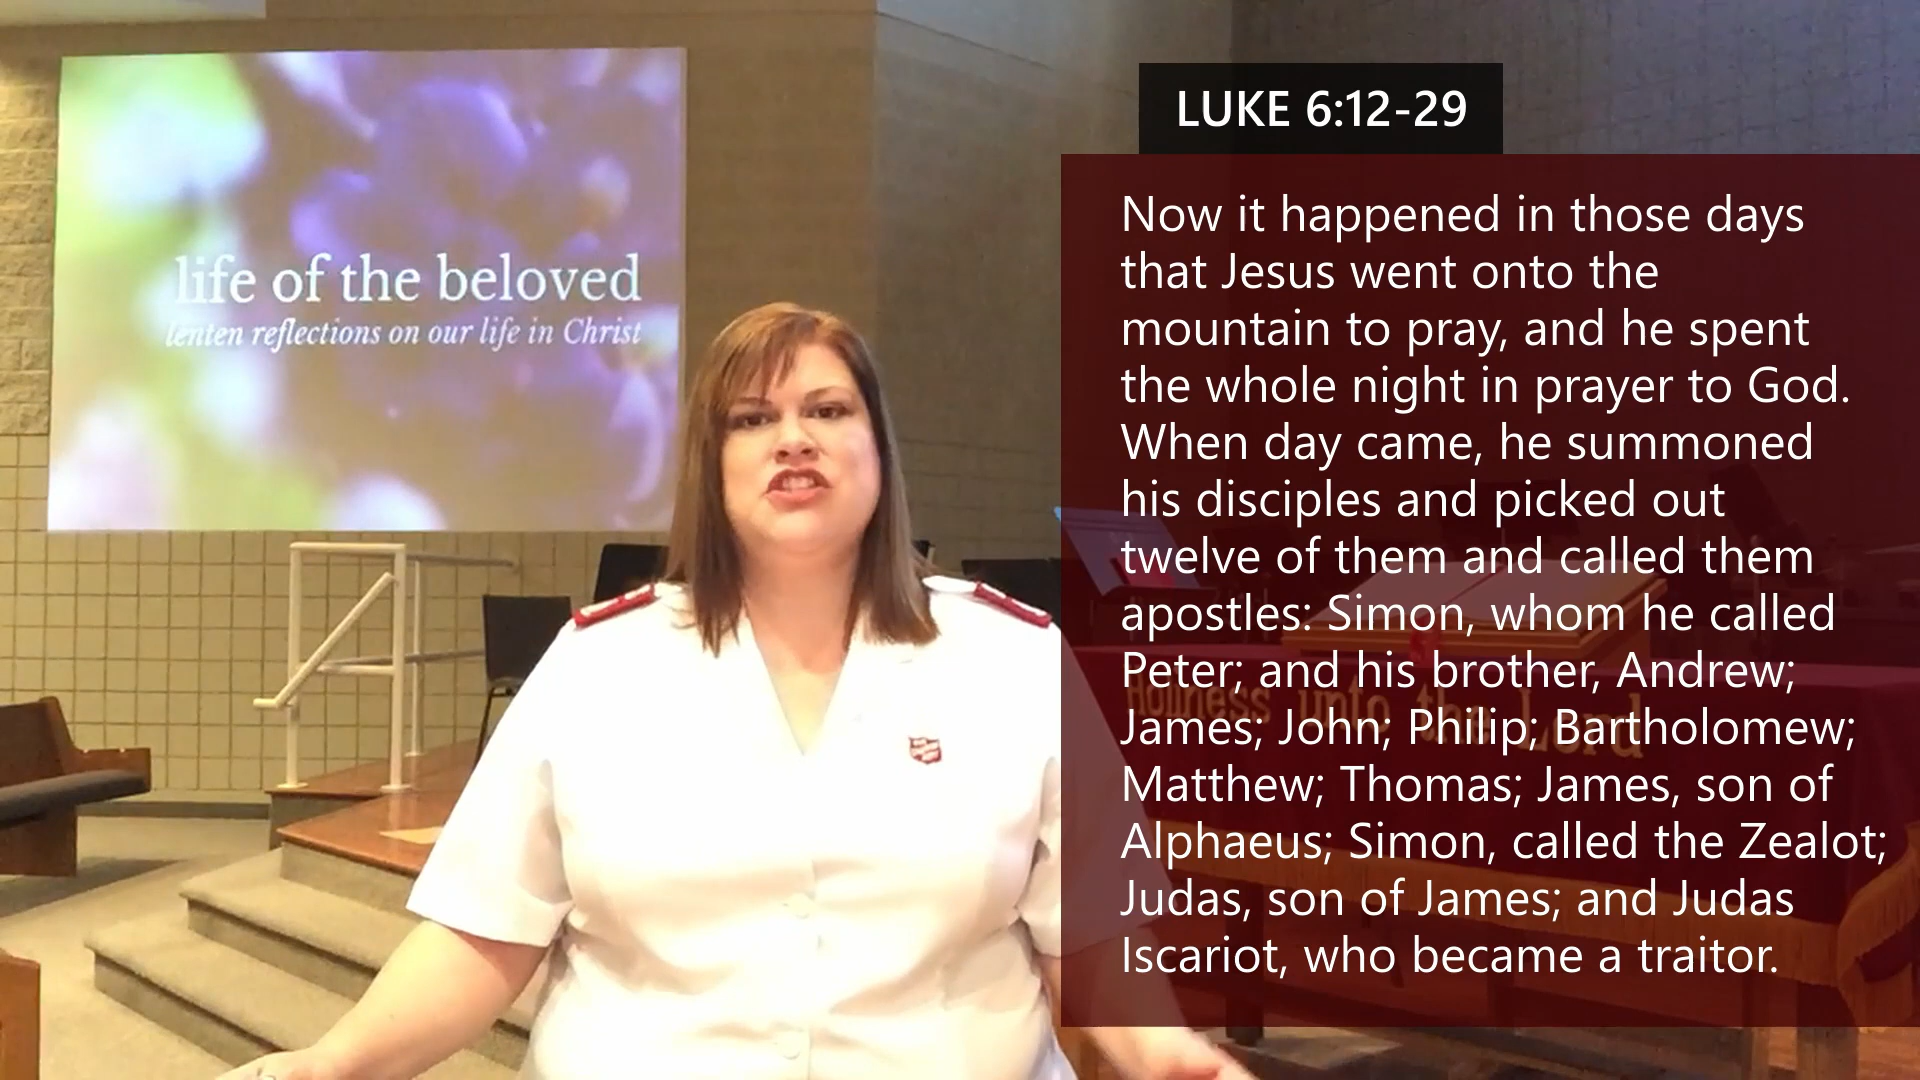 life of the beloved
lenten reflections on our life in Christ
LUKE 6:12-29
Now it happened in those days
that Jesus went onto the
mountain to pray, and he spent
the whole night in prayer to God.
When day came, he summoned
his disciples and picked out
twelve of them and called them
apostles: Simon, whom he called
Peter; and his brother, Andrew;
James; John; Philip; Bartholomew;
Matthew; Thomas; James, son of
Alphaeus; Simon, called the Zealot;
Judas, son of James; and Judas
Iscariot, who became a traitor.
Holiness unto the Lord